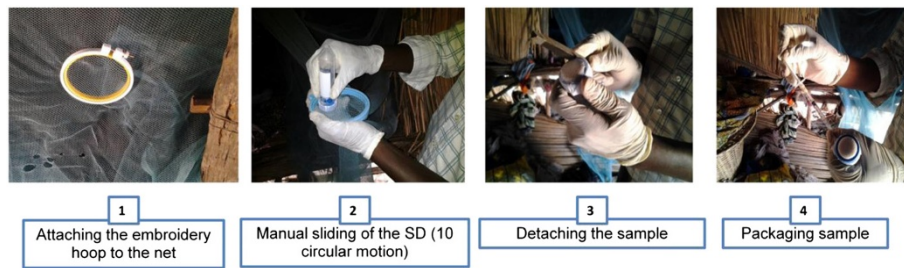 1
Attaching the embroidery
hoop to the net
2
Manual sliding of the SD (10
circular motion)
3
Detaching the sample
4
Packaging sample